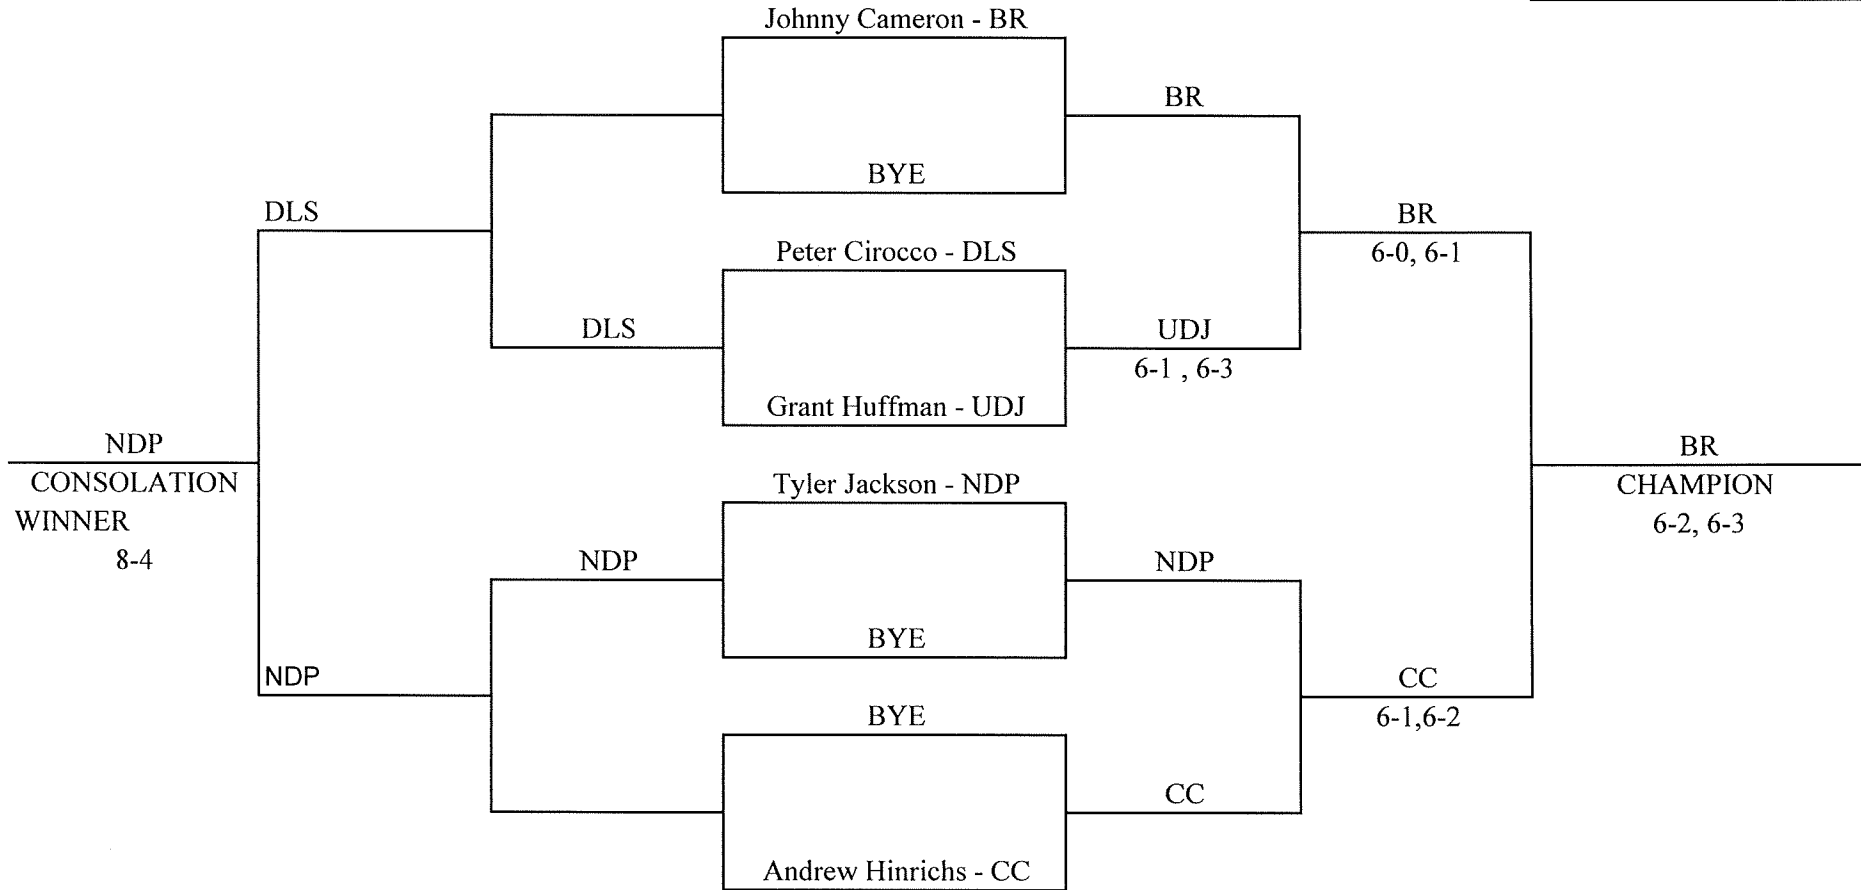 Johnny Cameron - BR
BR
BYE
DLS
BR
6-0, 6-1
Peter Cirocco - DLS
DLS
UDJ
6-1 , 6-3
Grant Huffman - UDJ
NDP
CONSOLATION
WINNER
8-4
BR
CHAMPION
6-2, 6-3
Tyler Jackson - NDP
NDP
NDP
BYE
NDP
CC
6-1,6-2
BYE
CC
Andrew Hinrichs - CC